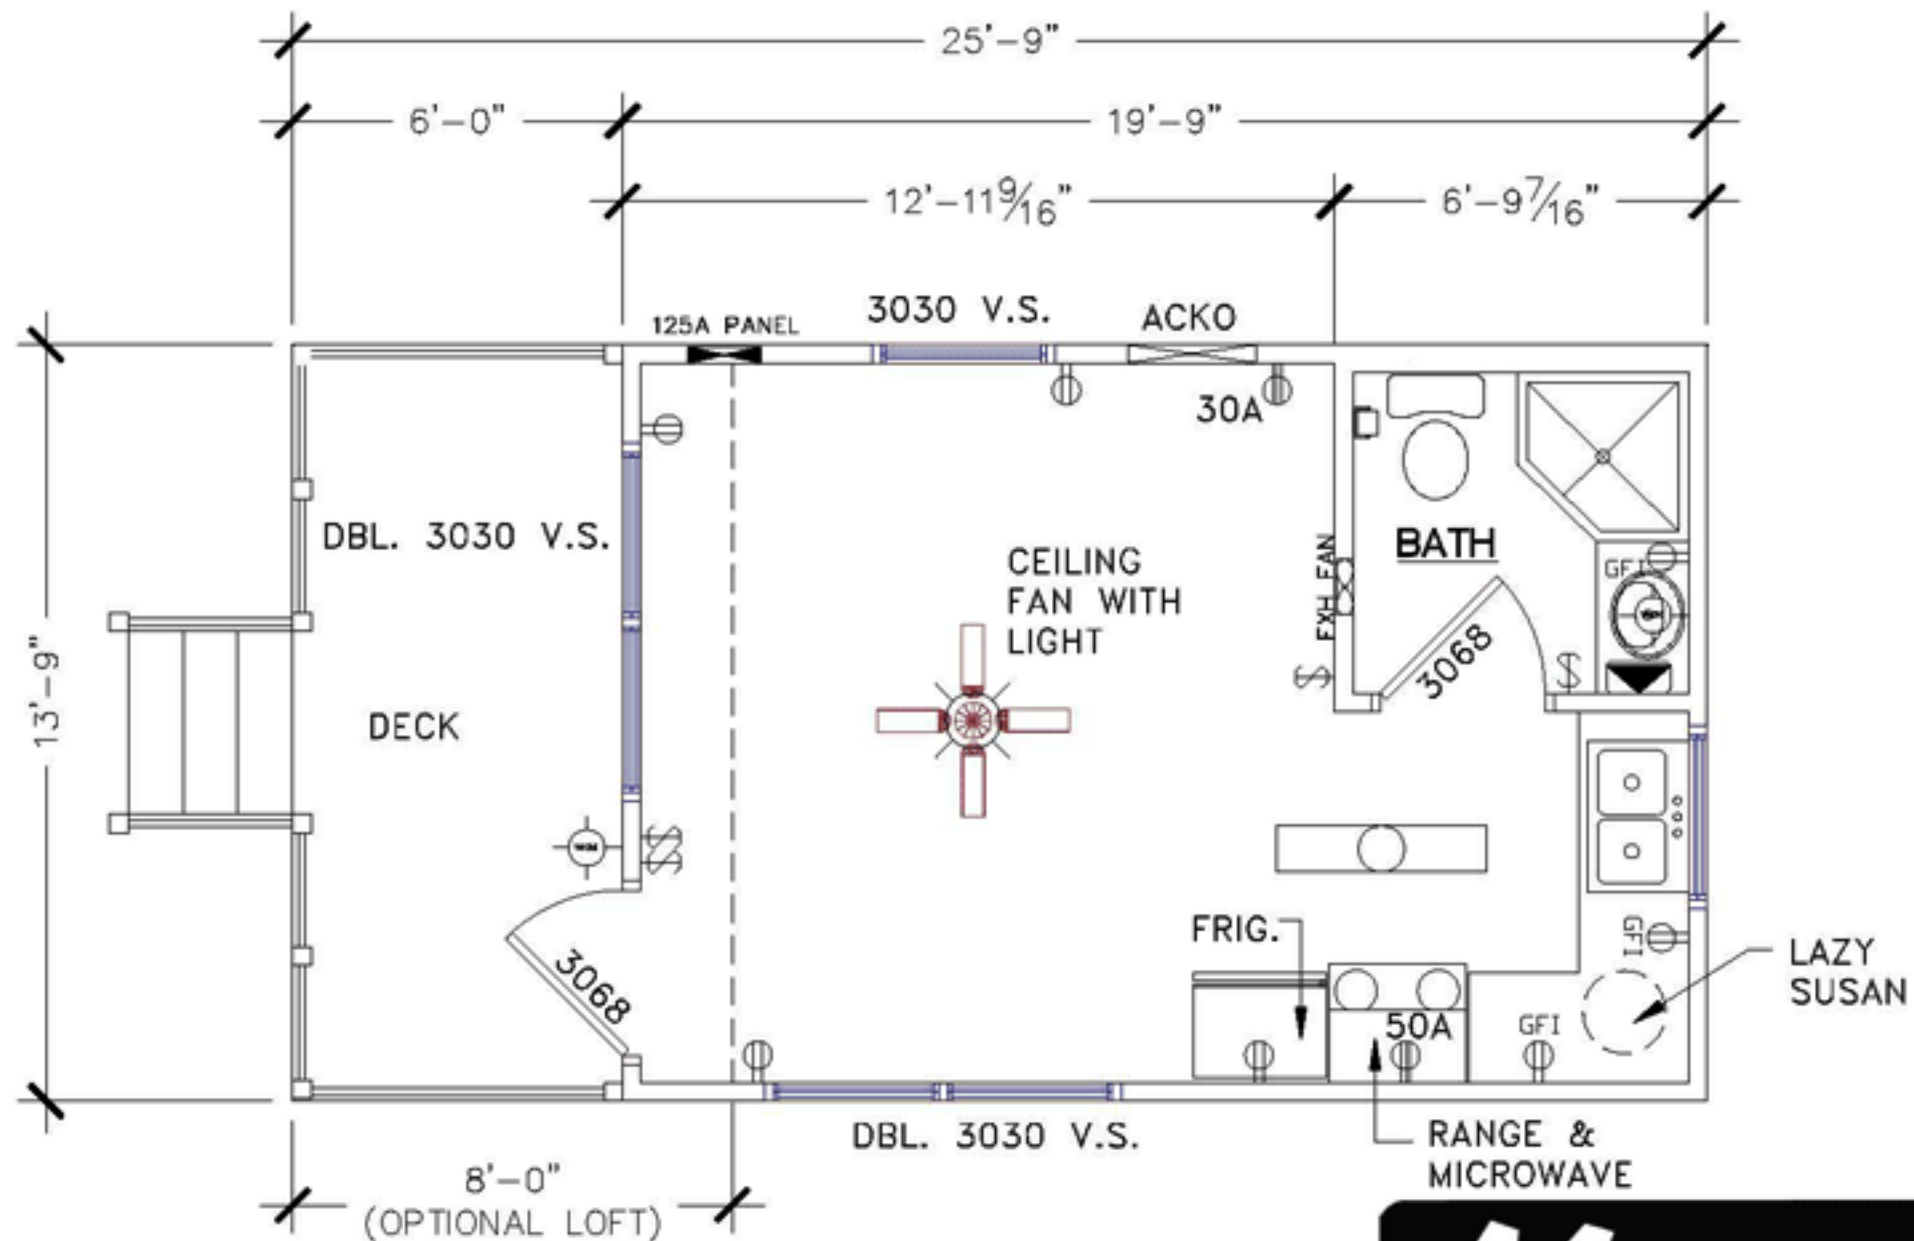 25'-9"
6'-0"
19'-9"
12'-11 9/16"
6'-9 7/16"
125A PANEL
3030 V.S.
ACKO
30A
DBL. 3030 V.S.
CEILING
FAN WITH
LIGHT
EXH FAN
BATH
GFI
3068
13'-9"
DECK
3068
FRIG.
50A
GFI
GFI
LAZY
SUSAN
DBL. 3030 V.S.
RANGE &
MICROWAVE
8'-0"
(OPTIONAL LOFT)